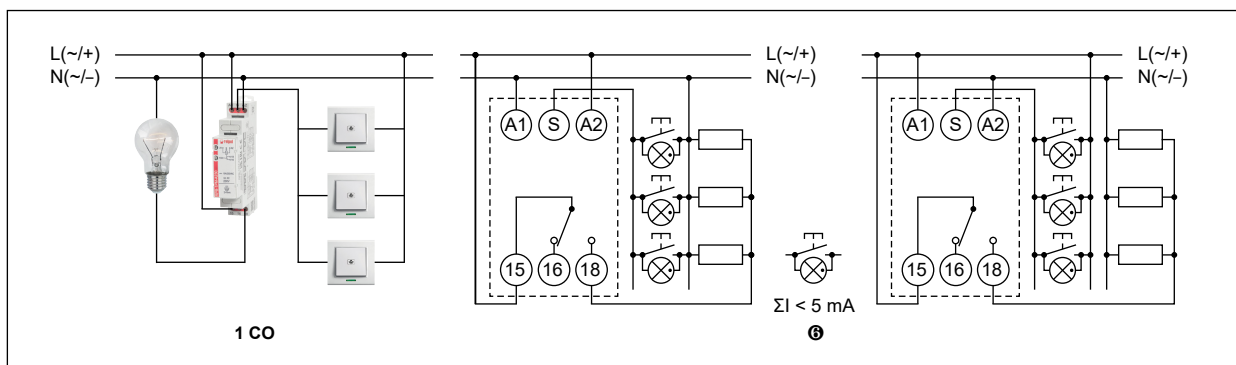 L(~/+)
N(~/–)
L(~/+)
N(~/–)
L(~/+)
N(~/–)
A1
S
A2
A1
S
A2
15
16
18
15
16
18
ΣI < 5 mA
1 CO
❻